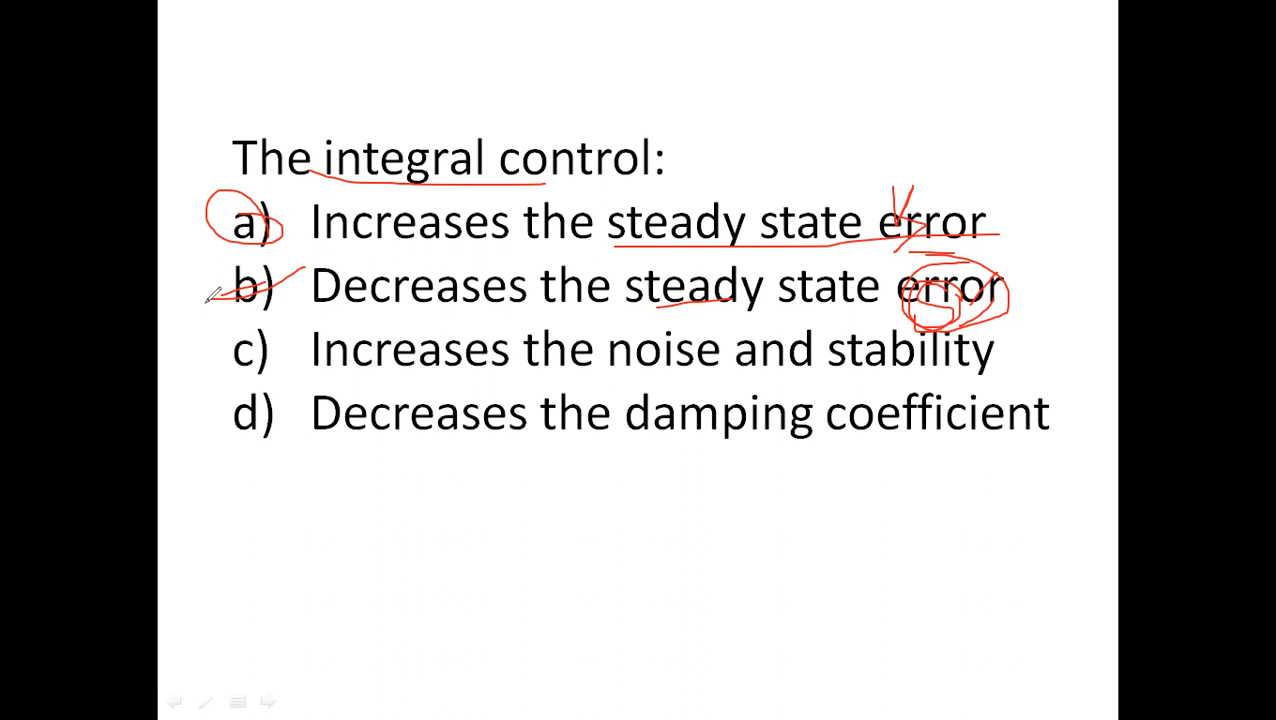 The integral control:
a) Increases the steady state error
b) Decreases the steady state error
c) Increases the noise and stability
d) Decreases the damping coefficient